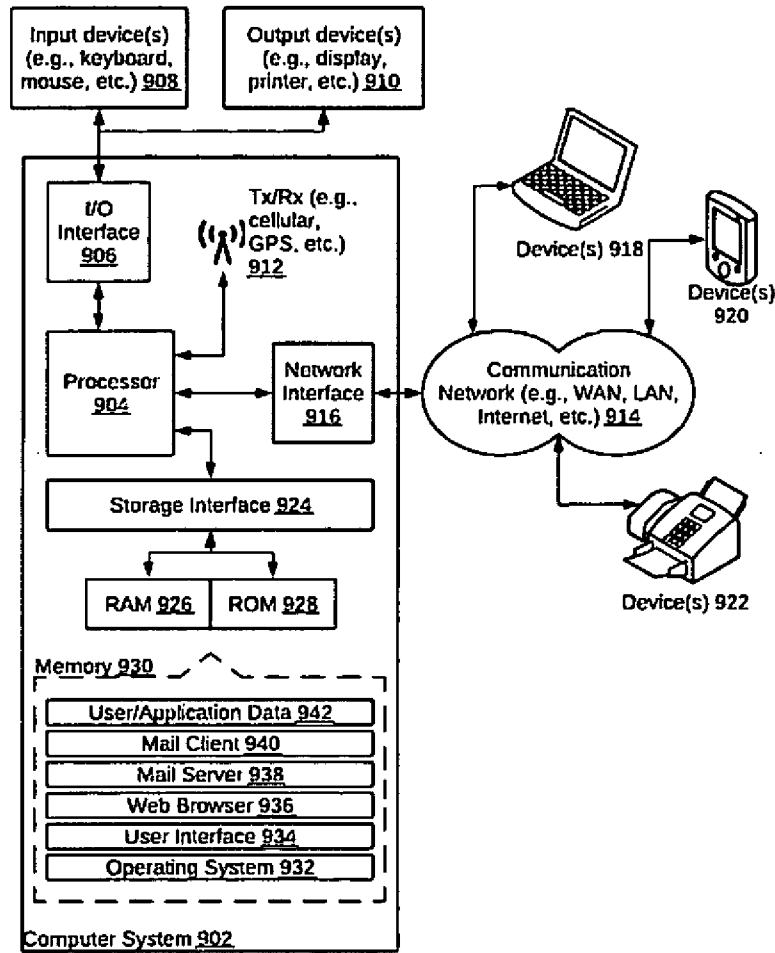 Input device(s)
(e.g., keyboard,
mouse, etc.) 908
Output device(s)
(e.g., display,
printer, etc.) 910
I/O
Interface
906
Tx/Rx (e.g.,
cellular,
GPS, etc.)
912
Processor
904
Network
Interface
916
Storage Interface 924
RAM 926
ROM 928
Memory 930
User/Application Data 942
Mail Client 940
Mail Server 938
Web Browser 936
User Interface 934
Operating System 932
Computer System 902
Device(s) 918
Device(s)
920
Communication
Network (e.g., WAN, LAN,
Internet, etc.) 914
Device(s) 922